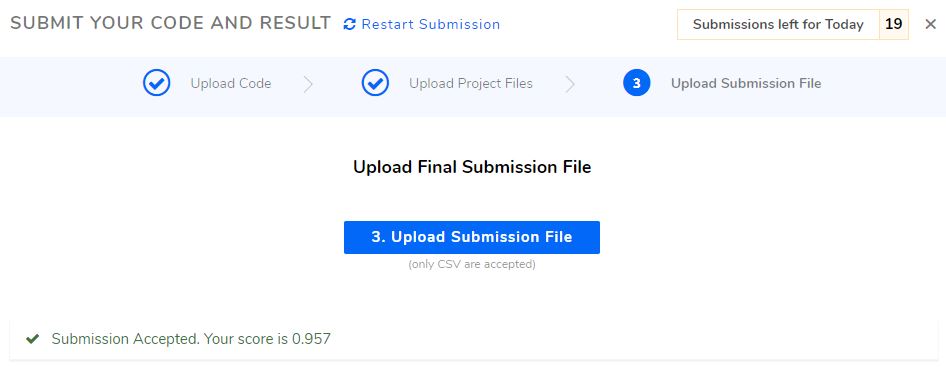 SUBMIT YOUR CODE AND RESULT Restart Submission Submissions left for Today 19 ×
Upload Code Upload Project Files 3 Upload Submission File
Upload Final Submission File
3. Upload Submission File
(only CSV are accepted)
Submission Accepted. Your score is 0.957